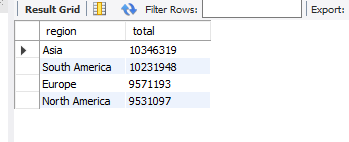 Result Grid Filter Rows: Export:
region total
Asia 10346319
South America 10231948
Europe 9571193
North America 9531097